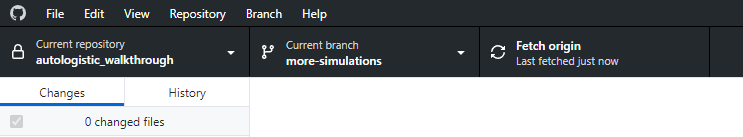 File Edit View Repository Branch Help
Current repository
autologistic_walkthrough
Current branch
more-simulations
Fetch origin
Last fetched just now
Changes
History
0 changed files